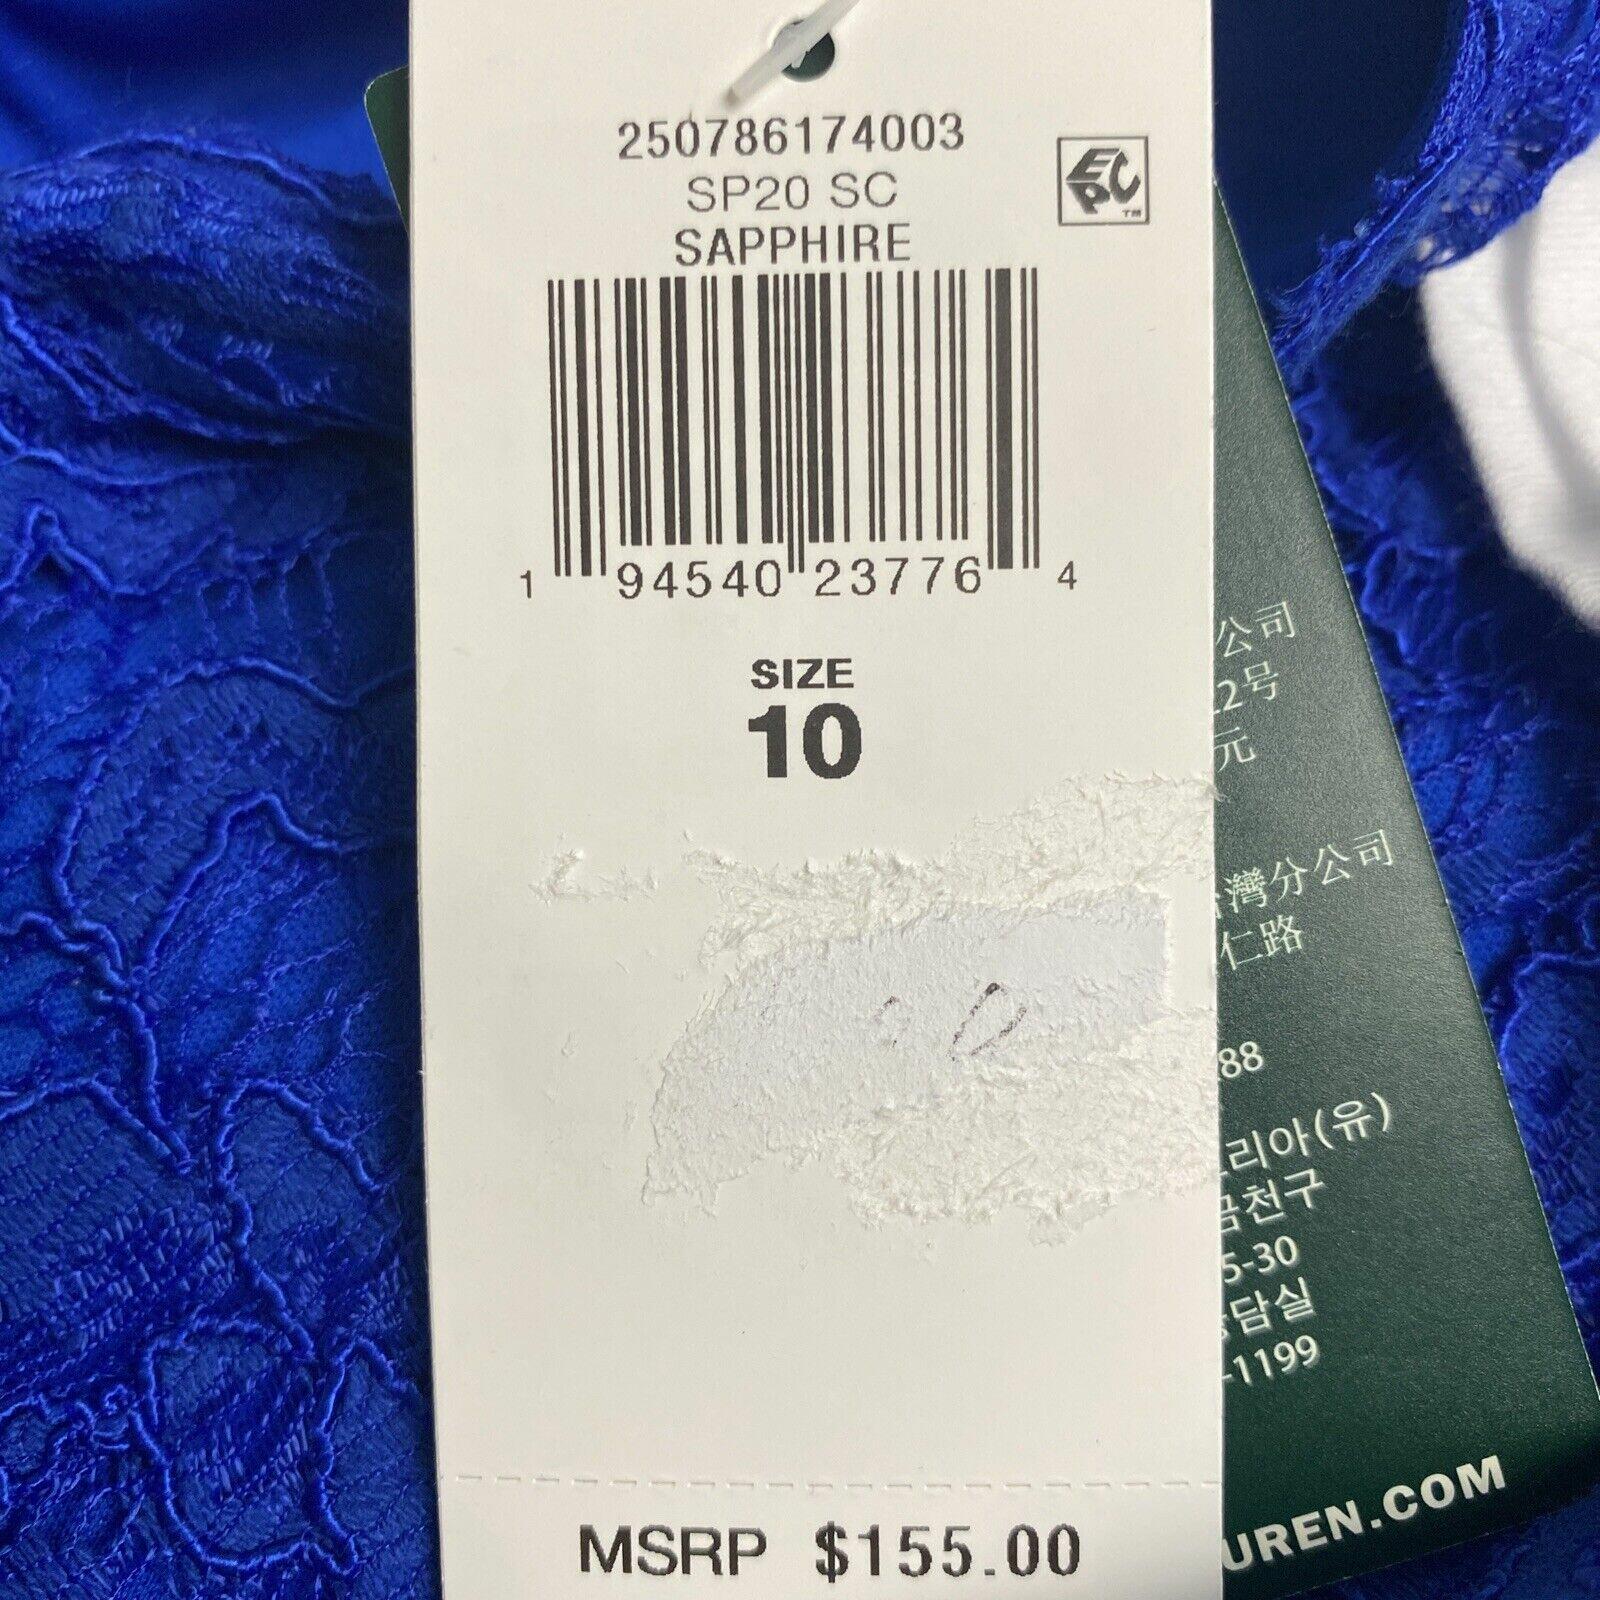 250786174003
SP20 SC
SAPPHIRE
EPC™
1 94540 23776 4
SIZE
10
MSRP $155.00
公司
2号
元
灣分公司
仁路
88
리아(유)
금천구
5-30
담실
-1199
UREN.COM